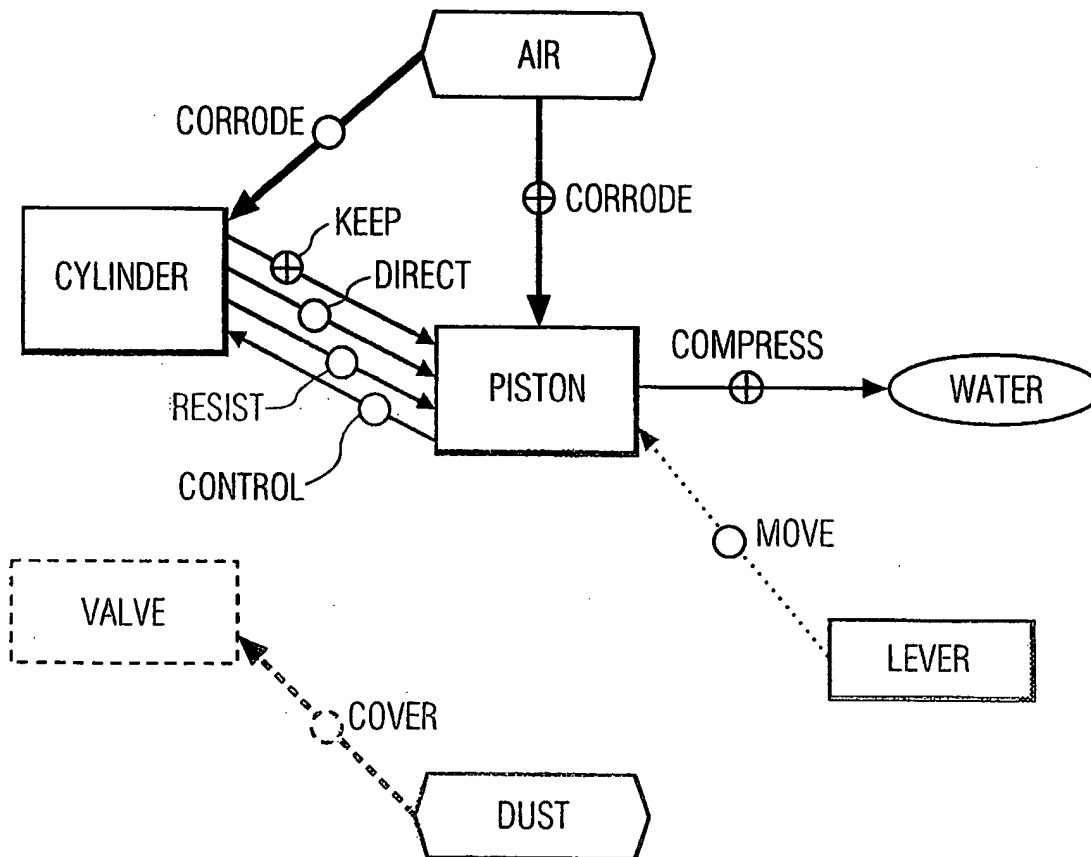 AIR
CORRODE
CORRODE
KEEP
CYLINDER
DIRECT
COMPRESS
PISTON
WATER
RESIST
CONTROL
MOVE
VALVE
LEVER
COVER
DUST